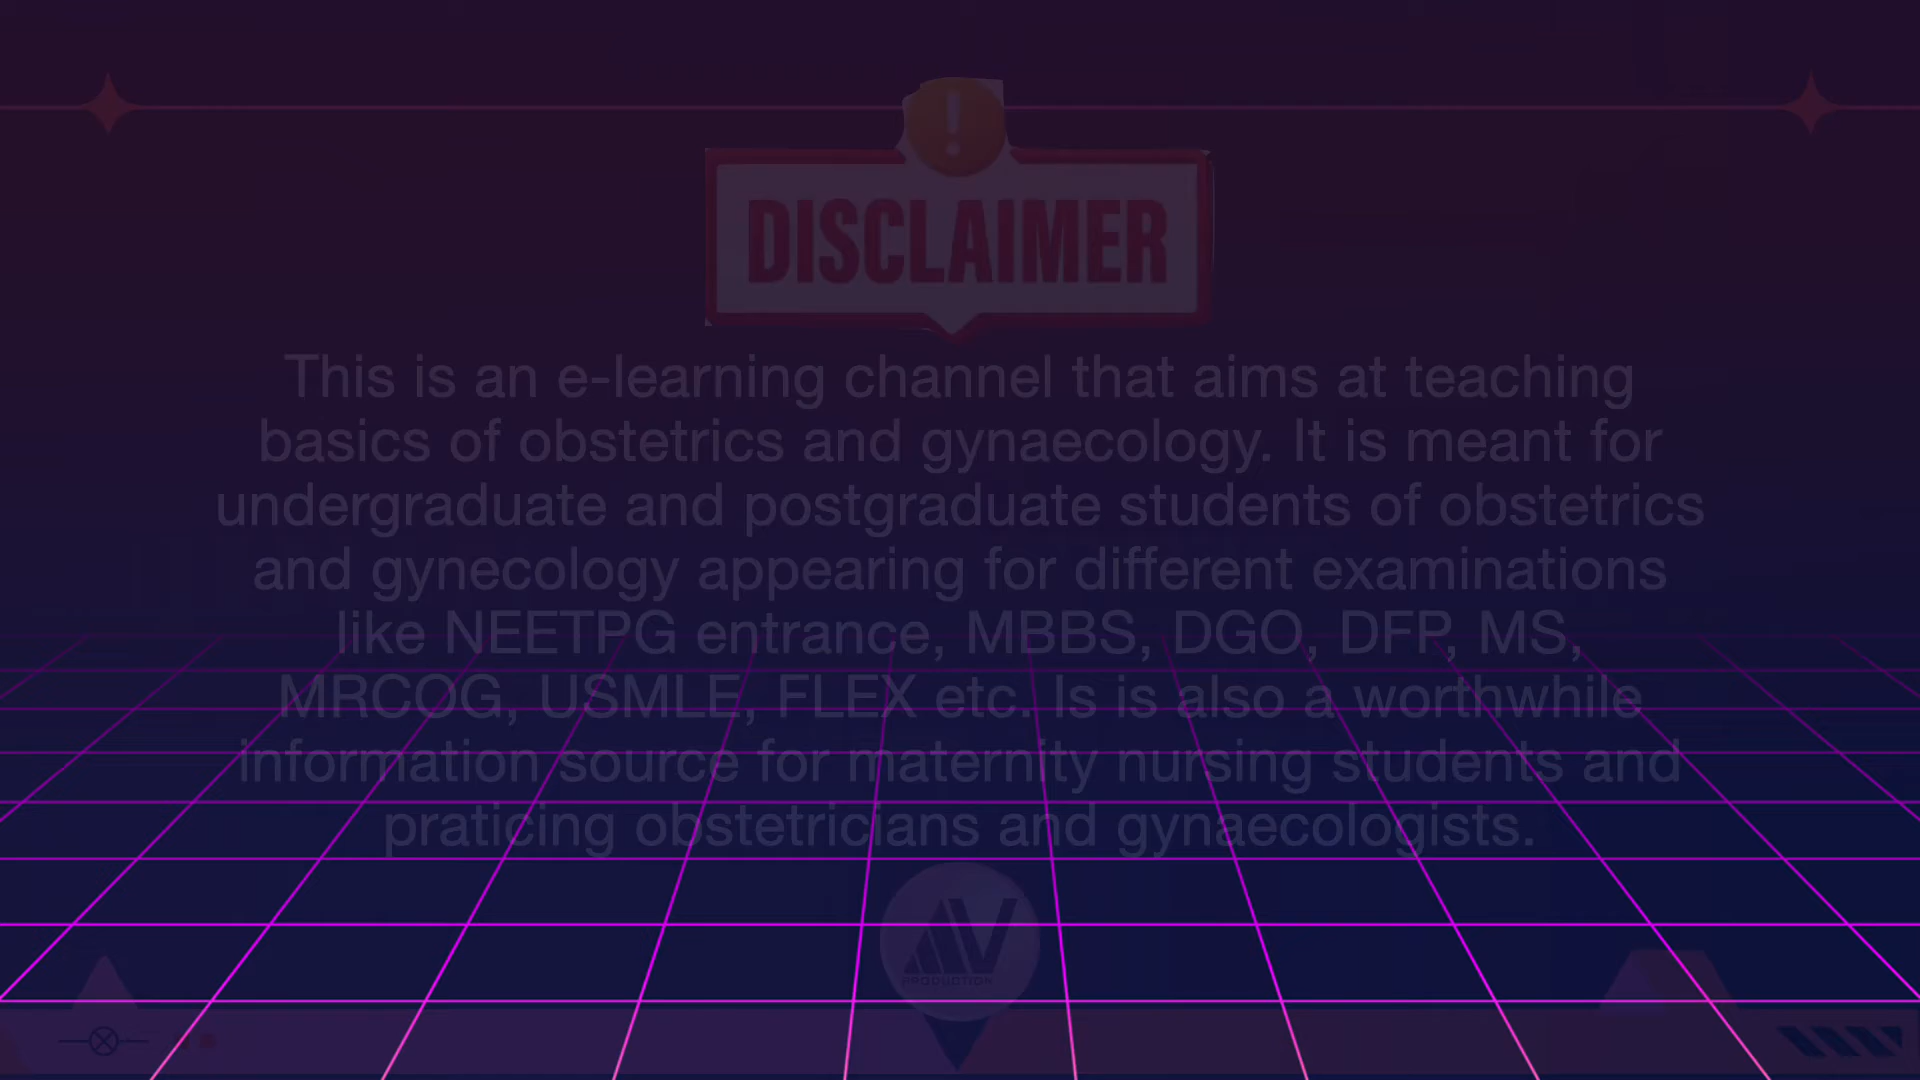 !
DISCLAIMER
This is an e-learning channel that aims at teaching
basics of obstetrics and gynaecology. It is meant for
undergraduate and postgraduate students of obstetrics
and gynecology appearing for different examinations
like NEETPG entrance, MBBS, DGO, DFP, MS,
MRCOG, USMLE, FLEX etc. Is is also a worthwhile
information source for maternity nursing students and
praticing obstetricians and gynaecologists.
AV
PRODUCTION